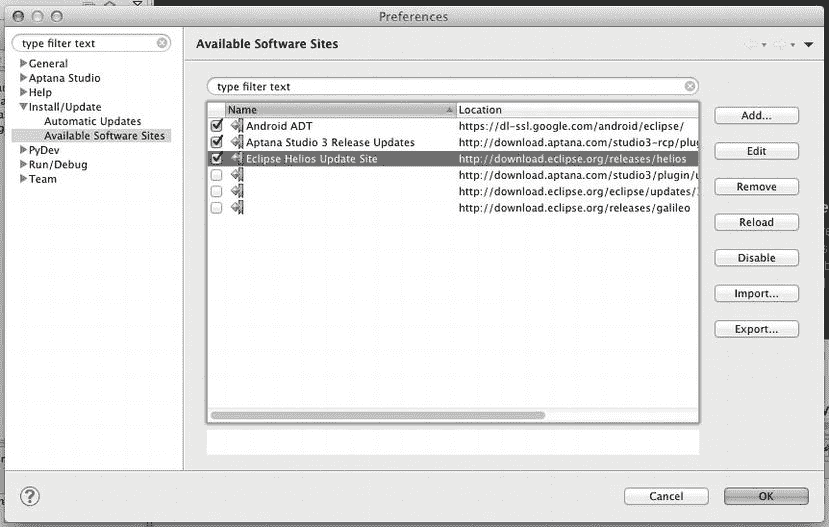 Preferences
type filter text
General
Aptana Studio
Help
Install/Update
Automatic Updates
Available Software Sites
PyDev
Run/Debug
Team
Available Software Sites
type filter text
Name Location
Android ADT https://dl-ssl.google.com/android/eclipse/
Aptana Studio 3 Release Updates http://download.aptana.com/studio3-rcp/plug
Eclipse Helios Update Site http://download.eclipse.org/releases/helios
http://download.aptana.com/studio3/plugin/u
http://download.eclipse.org/eclipse/updates/
http://download.eclipse.org/releases/galileo
Add...
Edit
Remove
Reload
Disable
Import...
Export...
?
Cancel
OK